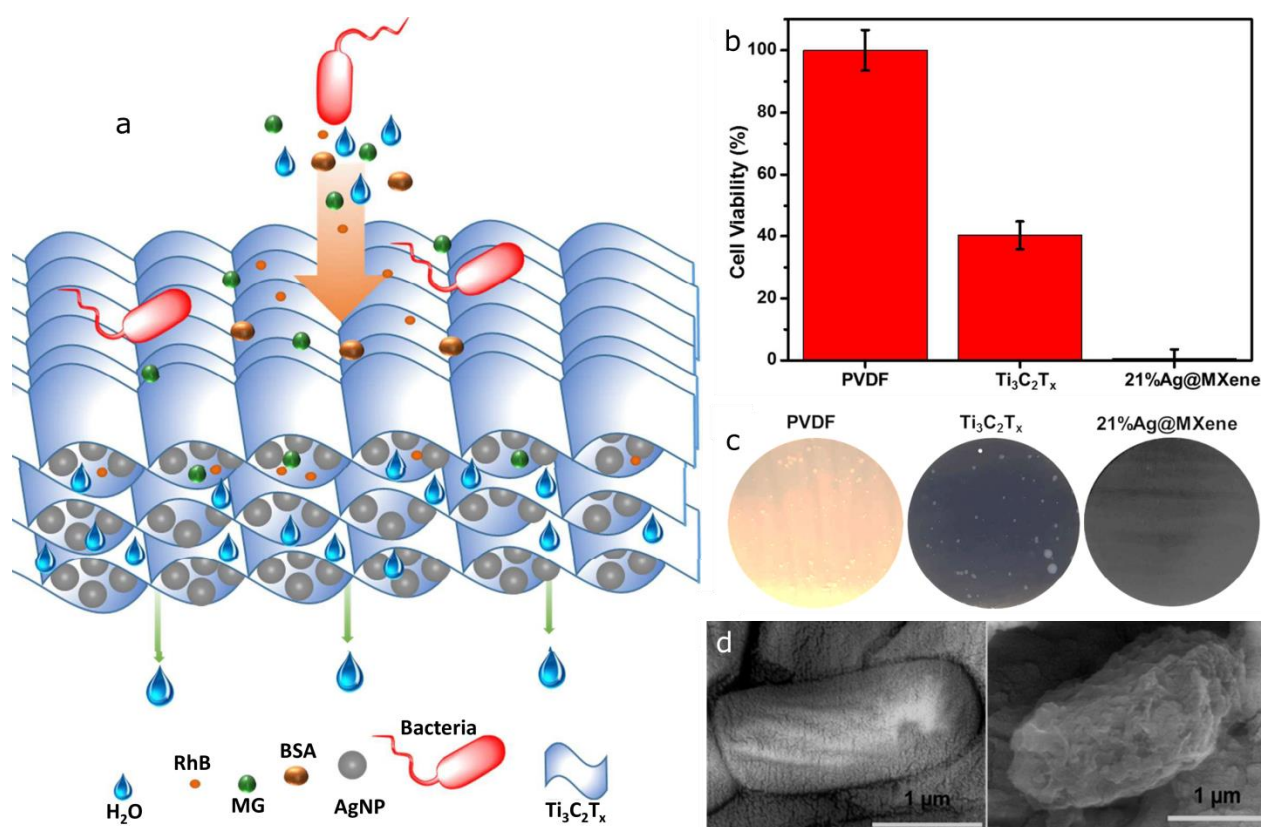 a
H₂O
RhB
MG
BSA
AgNP
Bacteria
Ti₃C₂Tₓ
b
Cell Viability (%)
100
80
60
40
20
0
PVDF
Ti₃C₂Tₓ
21%Ag@MXene
c
PVDF
Ti₃C₂Tₓ
21%Ag@MXene
d
1 µm
1 µm